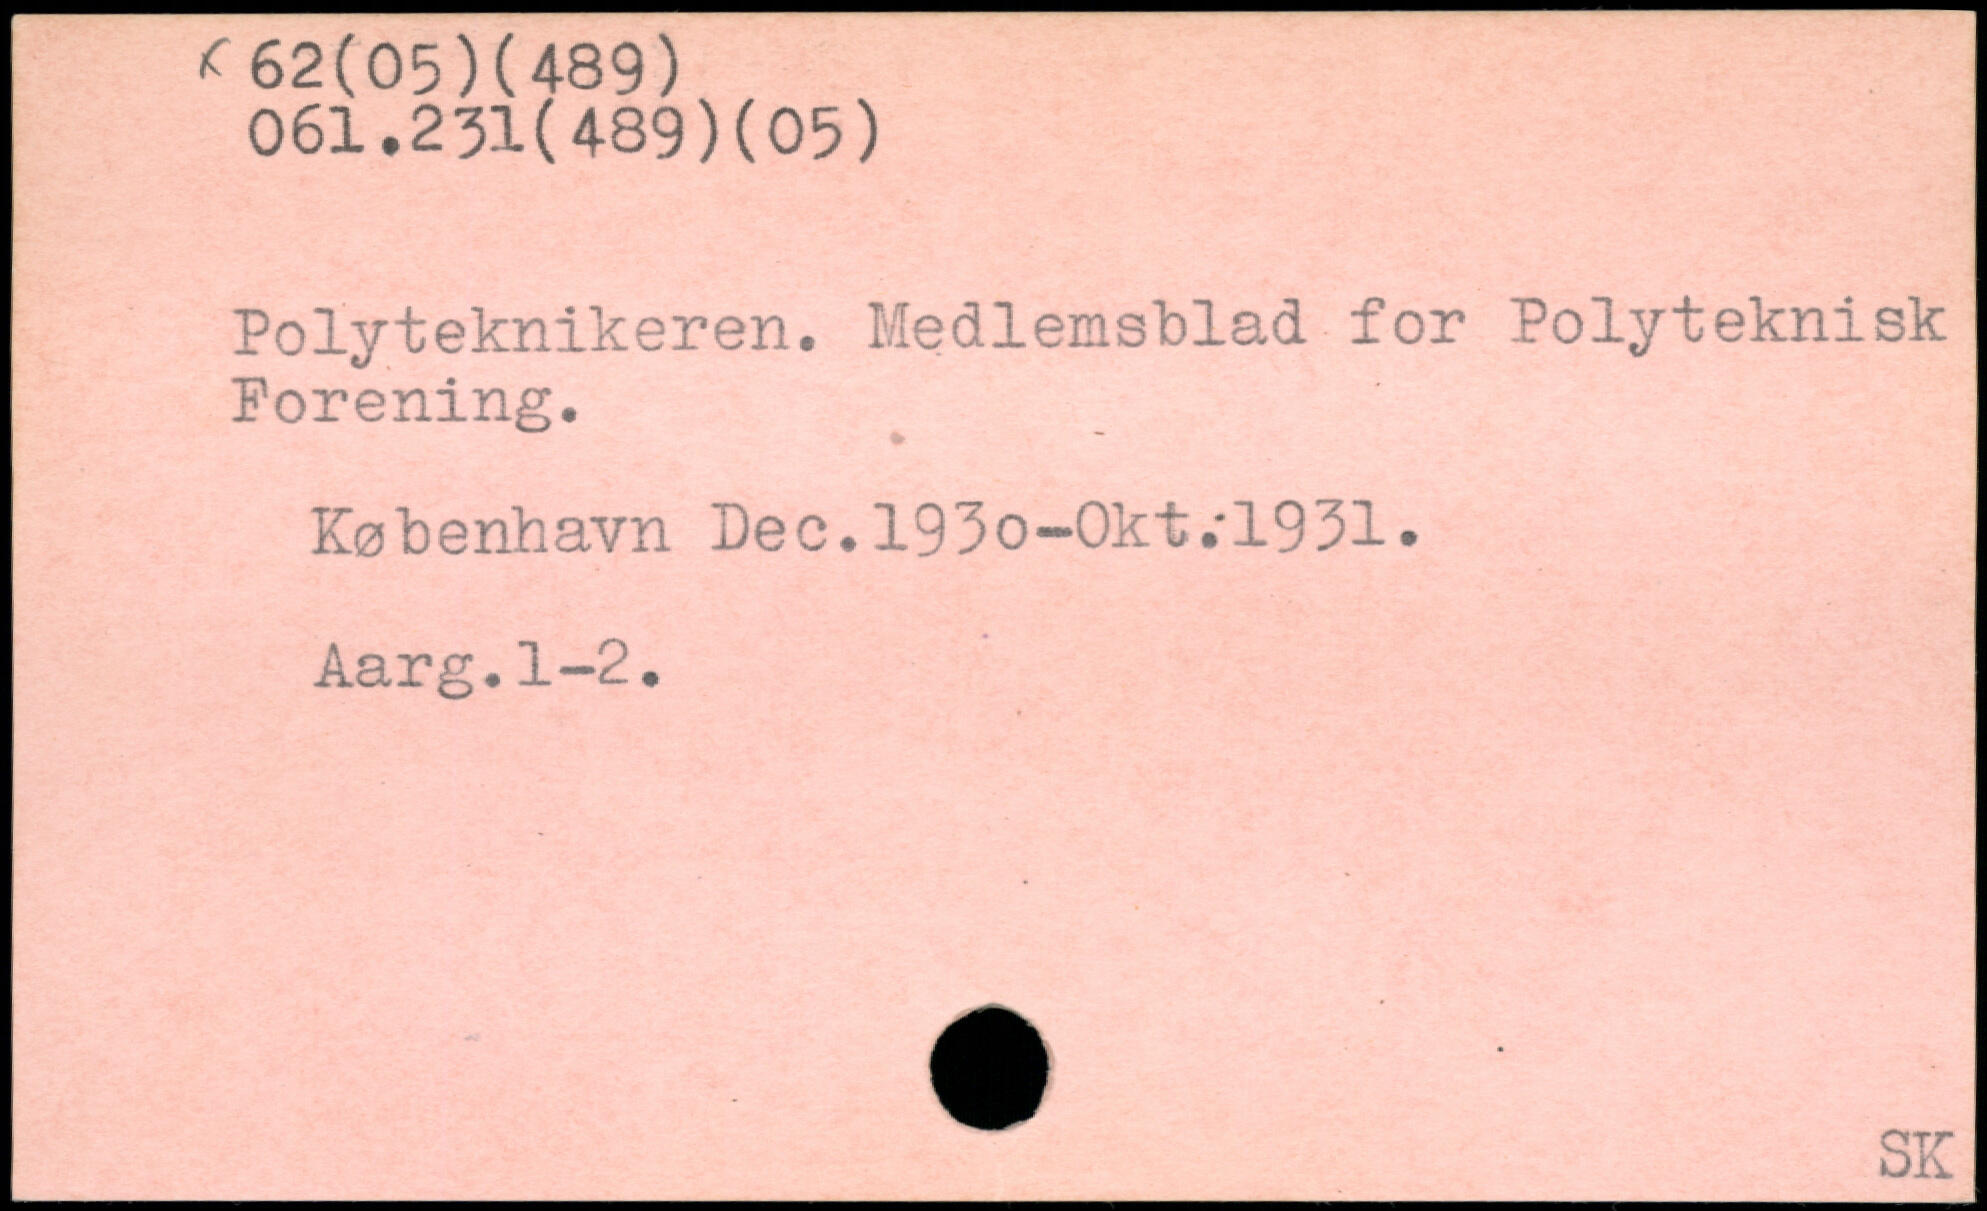 x 62(05)(489)
061.231(489)(05)
Polyteknikeren. Medlemsblad for Polyteknisk
Forening.
København Dec.193o-Okt.:1931.
Aarg.1-2.
SK